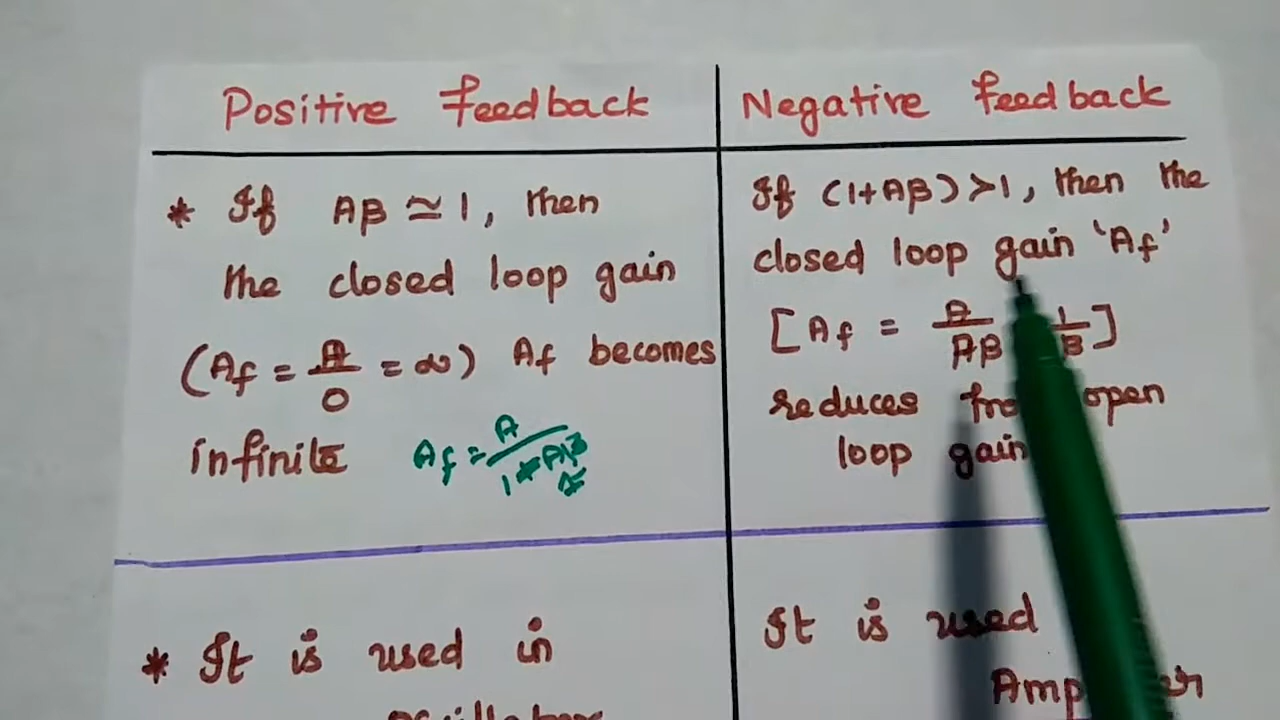 Positive Feedback
* If Aβ ≃ 1, then
the closed loop gain
(Af = A/0 = ∞) Af becomes
infinite
Af = A/1-Aβ
* It is used in
Negative Feedback
If (1+Aβ)>1, then the
closed loop gain 'Af'
[Af = A/Aβ 1/β]
reduces open
loop gain
It is used